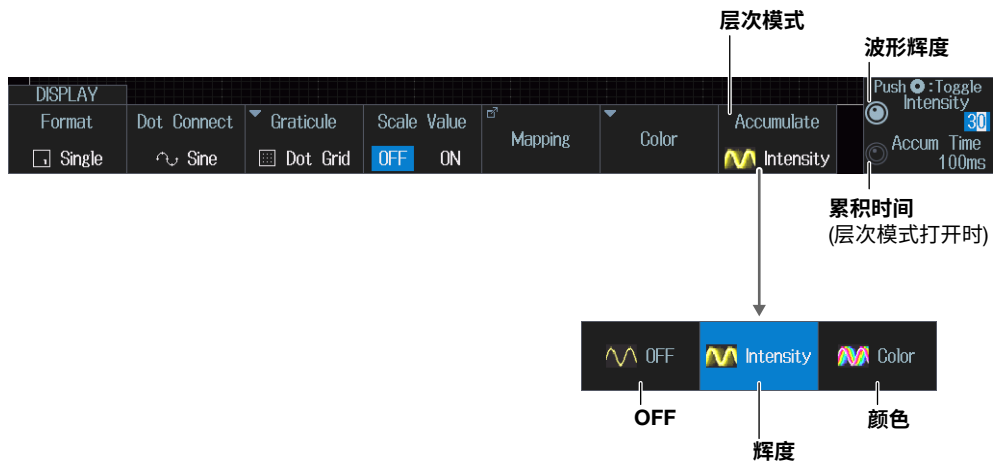 层次模式
波形辉度
DISPLAY
Format
Single
Dot Connect
Sine
Graticule
Dot Grid
Scale Value
OFF ON
Mapping
Color
Accumulate
Intensity
Push :Toggle
Intensity
30
Accum Time
100ms
累积时间
(层次模式打开时)
OFF
Intensity
Color
OFF
辉度
颜色